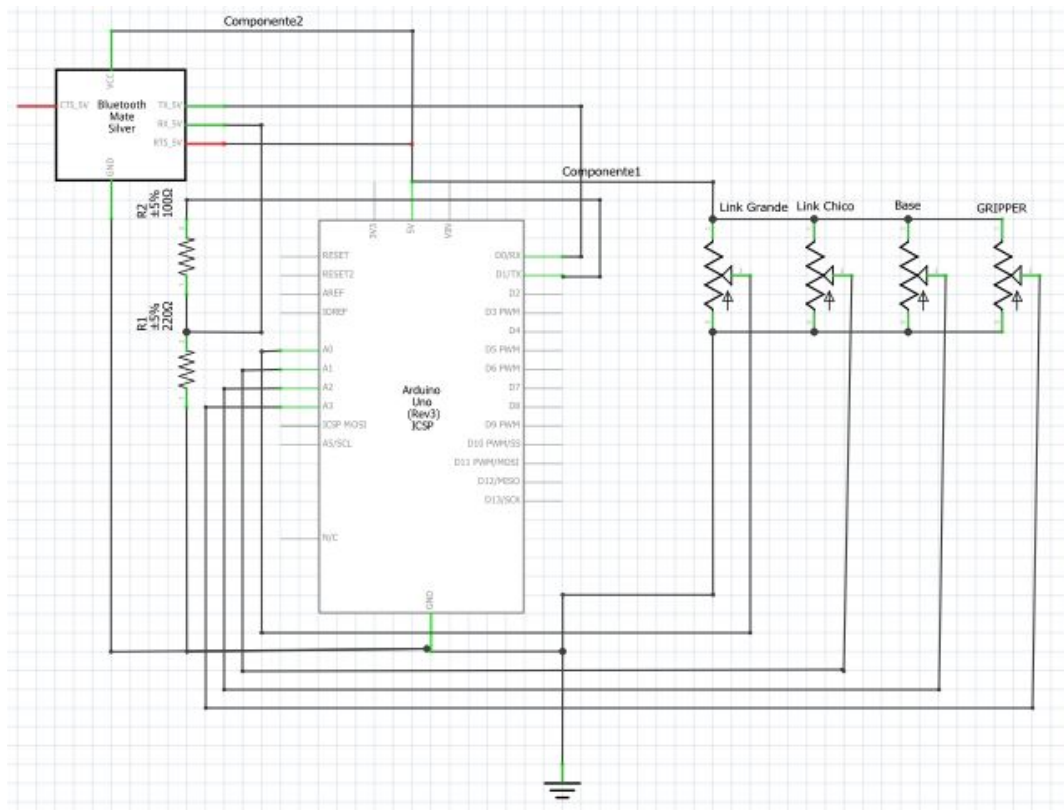 Componente2
VCC
CTS_5V
Bluetooth
Mate
Silver
TX_5V
RX_5V
RTS_5V
GND
Componente1
R2
±5%
100Ω
R1
±5%
220Ω
3V3
5V
VIN
RESET
RESET2
AREF
IOREF
A0
A1
A2
A3
ICSP MOSI
A5/SCL
N/C
Arduino
Uno
(Rev3)
ICSP
D0/RX
D1/TX
D2
D3 PWM
D4
D5 PWM
D6 PWM
D7
D8
D9 PWM
D10 PWM/SS
D11 PWM/MOSI
D12/MISO
D13/SCK
GND
Link Grande
Link Chico
Base
GRIPPER